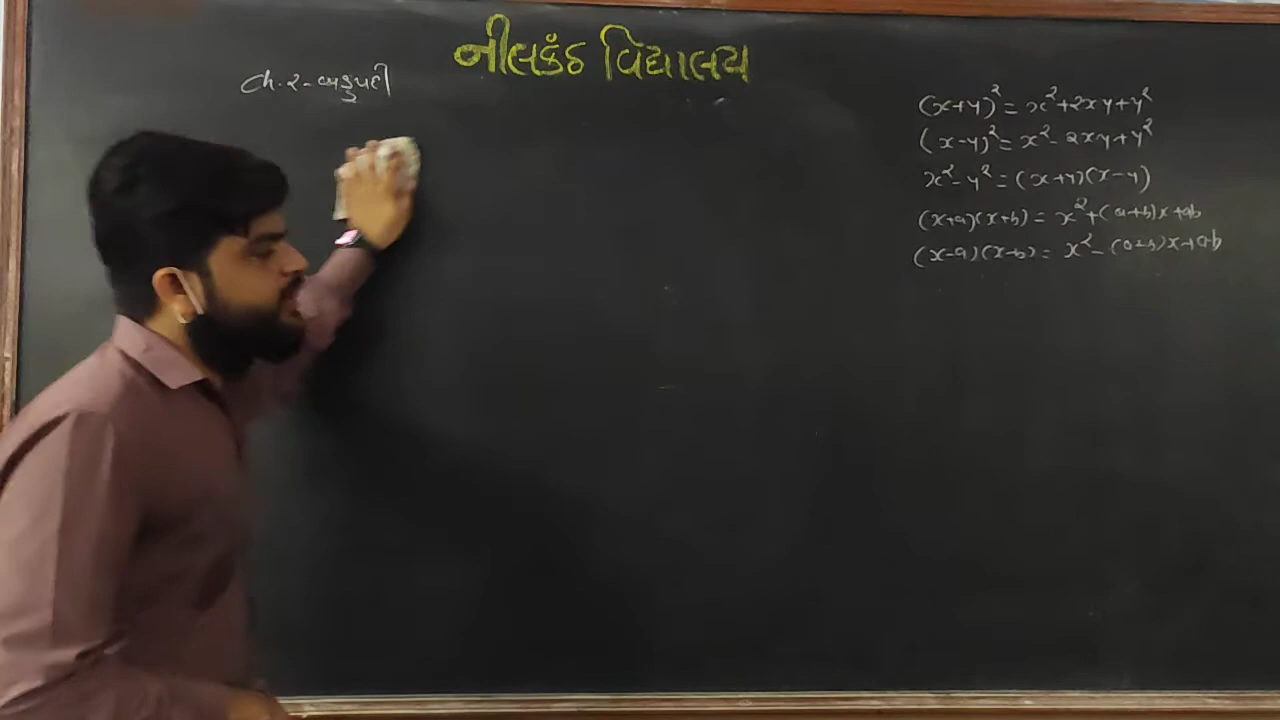 નીલકંઠ વિદ્યાલય
Ch. ૨ - બહુપદી
(x+y)² = x²+2xy+y²
(x-y)² = x²-2xy+y²
x²-y² = (x+y)(x-y)
(x+a)(x+b) = x²+(a+b)x+ab
(x-a)(x-b) = x²-(a+b)x+ab